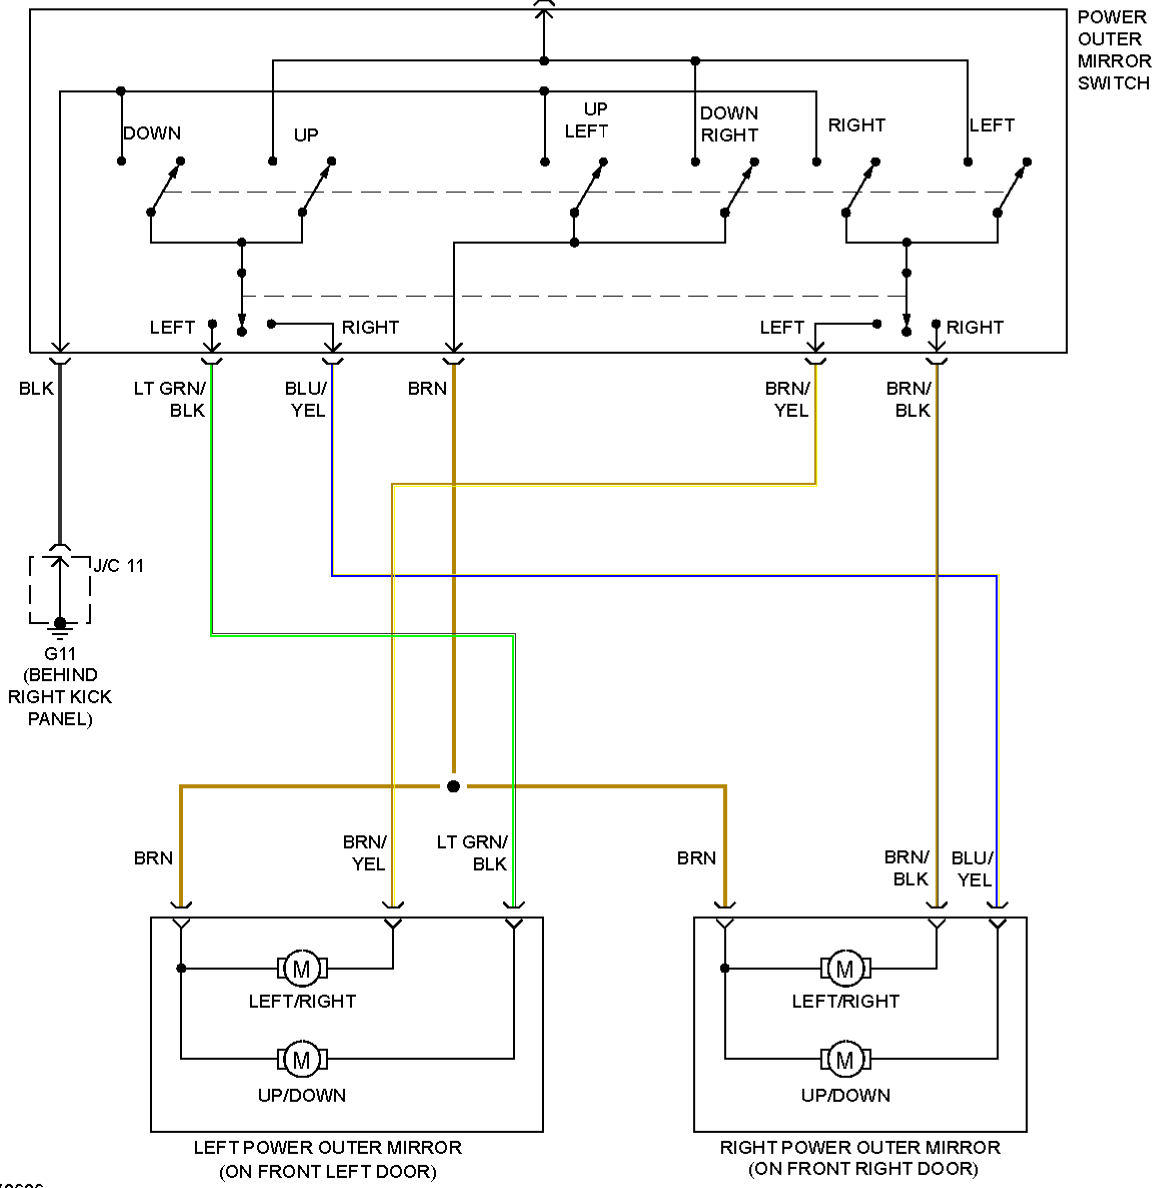 POWER
OUTER
MIRROR
SWITCH
DOWN
UP
UP
LEFT
DOWN
RIGHT
RIGHT
LEFT
LEFT
RIGHT
LEFT
RIGHT
BLK
LT GRN/
BLK
BLU/
YEL
BRN
BRN/
YEL
BRN/
BLK
J/C 11
G11
(BEHIND
RIGHT KICK
PANEL)
BRN
BRN/
YEL
LT GRN/
BLK
BRN
BRN/
BLK
BLU/
YEL
M
LEFT/RIGHT
M
UP/DOWN
M
LEFT/RIGHT
M
UP/DOWN
LEFT POWER OUTER MIRROR
(ON FRONT LEFT DOOR)
RIGHT POWER OUTER MIRROR
(ON FRONT RIGHT DOOR)